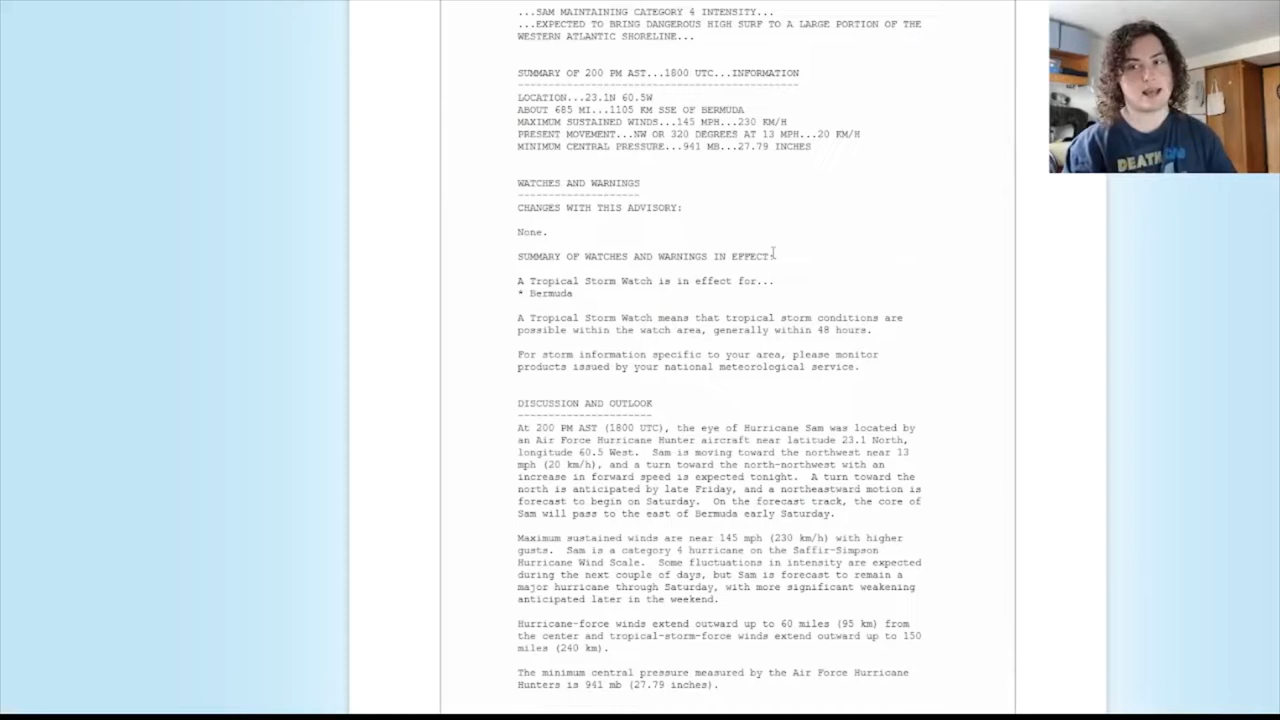 ...SAM MAINTAINING CATEGORY 4 INTENSITY...
...EXPECTED TO BRING DANGEROUS HIGH SURF TO A LARGE PORTION OF THE
WESTERN ATLANTIC SHORELINE...
SUMMARY OF 200 PM AST...1800 UTC...INFORMATION
----------------------------------------------
LOCATION...23.1N 60.5W
ABOUT 685 MI...1105 KM SSE OF BERMUDA
MAXIMUM SUSTAINED WINDS...145 MPH...230 KM/H
PRESENT MOVEMENT...NW OR 320 DEGREES AT 13 MPH...20 KM/H
MINIMUM CENTRAL PRESSURE...941 MB...27.79 INCHES
WATCHES AND WARNINGS
--------------------
CHANGES WITH THIS ADVISORY:
None.
SUMMARY OF WATCHES AND WARNINGS IN EFFECT:
A Tropical Storm Watch is in effect for...
* Bermuda
A Tropical Storm Watch means that tropical storm conditions are
possible within the watch area, generally within 48 hours.
For storm information specific to your area, please monitor
products issued by your national meteorological service.
DISCUSSION AND OUTLOOK
----------------------
At 200 PM AST (1800 UTC), the eye of Hurricane Sam was located by
an Air Force Hurricane Hunter aircraft near latitude 23.1 North,
longitude 60.5 West.  Sam is moving toward the northwest near 13
mph (20 km/h), and a turn toward the north-northwest with an
increase in forward speed is expected tonight.  A turn toward the
north is anticipated by late Friday, and a northeastward motion is
forecast to begin on Saturday.  On the forecast track, the core of
Sam will pass to the east of Bermuda early Saturday.
Maximum sustained winds are near 145 mph (230 km/h) with higher
gusts.  Sam is a category 4 hurricane on the Saffir-Simpson
Hurricane Wind Scale.  Some fluctuations in intensity are expected
during the next couple of days, but Sam is forecast to remain a
major hurricane through Saturday, with more significant weakening
anticipated later in the weekend.
Hurricane-force winds extend outward up to 60 miles (95 km) from
the center and tropical-storm-force winds extend outward up to 150
miles (240 km).
The minimum central pressure measured by the Air Force Hurricane
Hunters is 941 mb (27.79 inches).
DEATH